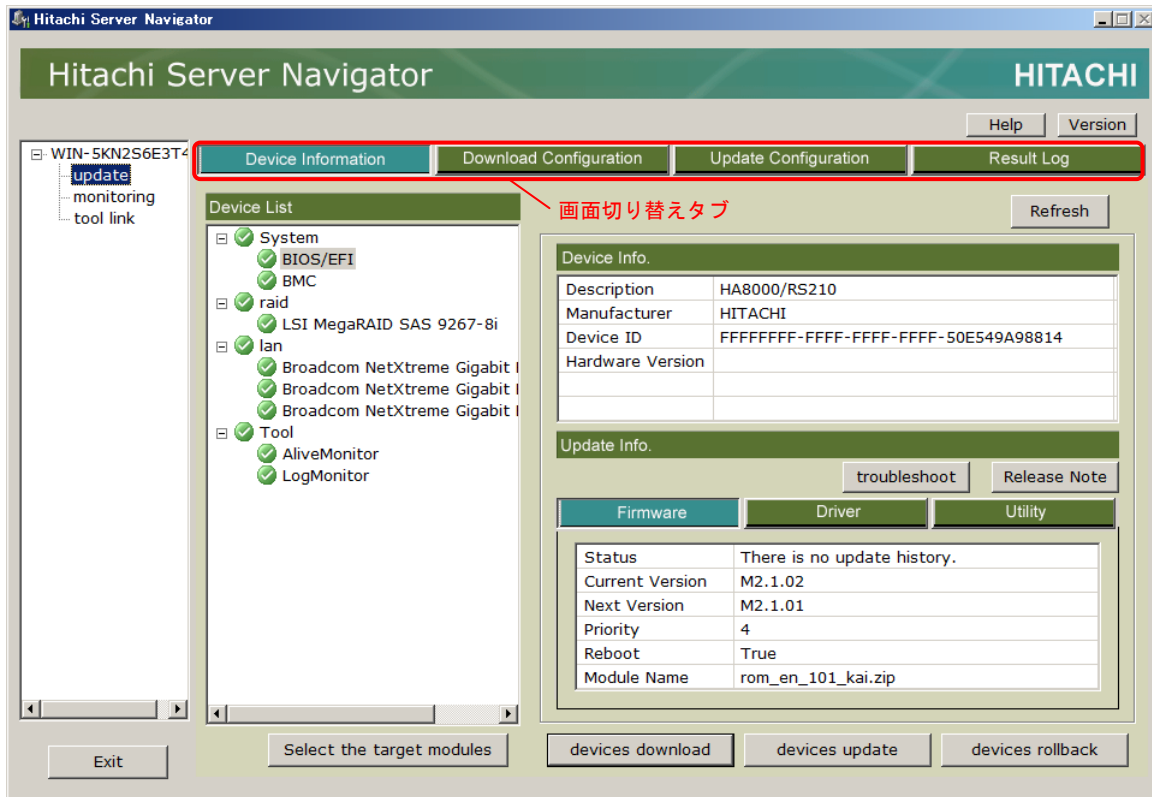 Hitachi Server Navigator
Hitachi Server Navigator
HITACHI
Help
Version
WIN-5KN2S6E3T4
update
monitoring
tool link
Device Information
Download Configuration
Update Configuration
Result Log
画面切り替えタブ
Refresh
Device List
System
BIOS/EFI
BMC
raid
LSI MegaRAID SAS 9267-8i
lan
Broadcom NetXtreme Gigabit
Broadcom NetXtreme Gigabit
Broadcom NetXtreme Gigabit
Tool
AliveMonitor
LogMonitor
Device Info.
Description HA8000/RS210
Manufacturer HITACHI
Device ID FFFFFFFF-FFFF-FFFF-FFFF-50E549A98814
Hardware Version
Update Info.
troubleshoot
Release Note
Firmware
Driver
Utility
Status There is no update history.
Current Version M2.1.02
Next Version M2.1.01
Priority 4
Reboot True
Module Name rom_en_101_kai.zip
Exit
Select the target modules
devices download
devices update
devices rollback